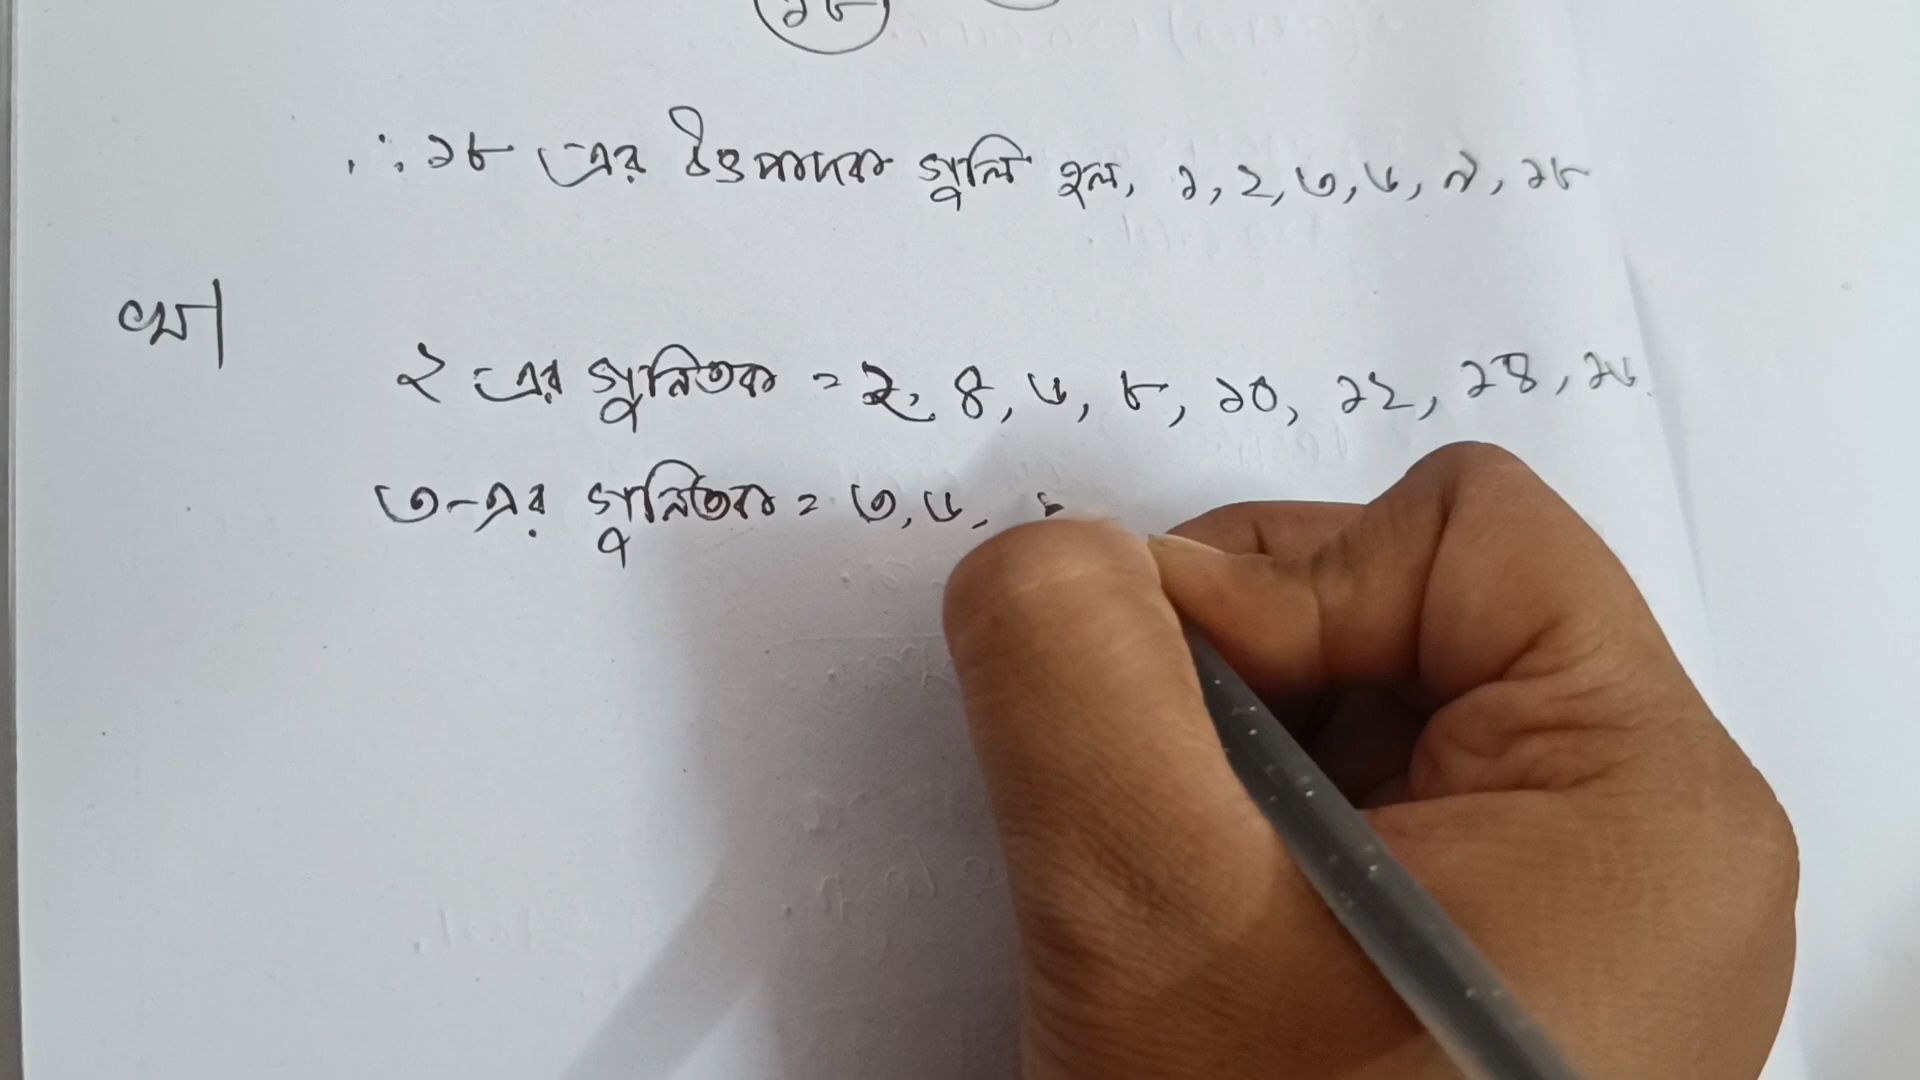 ১৮
∴ ১৮ এর উৎপাদক গুলি হল, ১, ২, ৩, ৬, ৯, ১৮
খ।
২ -এর গুনিতক = ২, ৪, ৬, ৮, ১০, ১২, ১৪, ১৬
৩-এর গুনিতক = ৩, ৬,